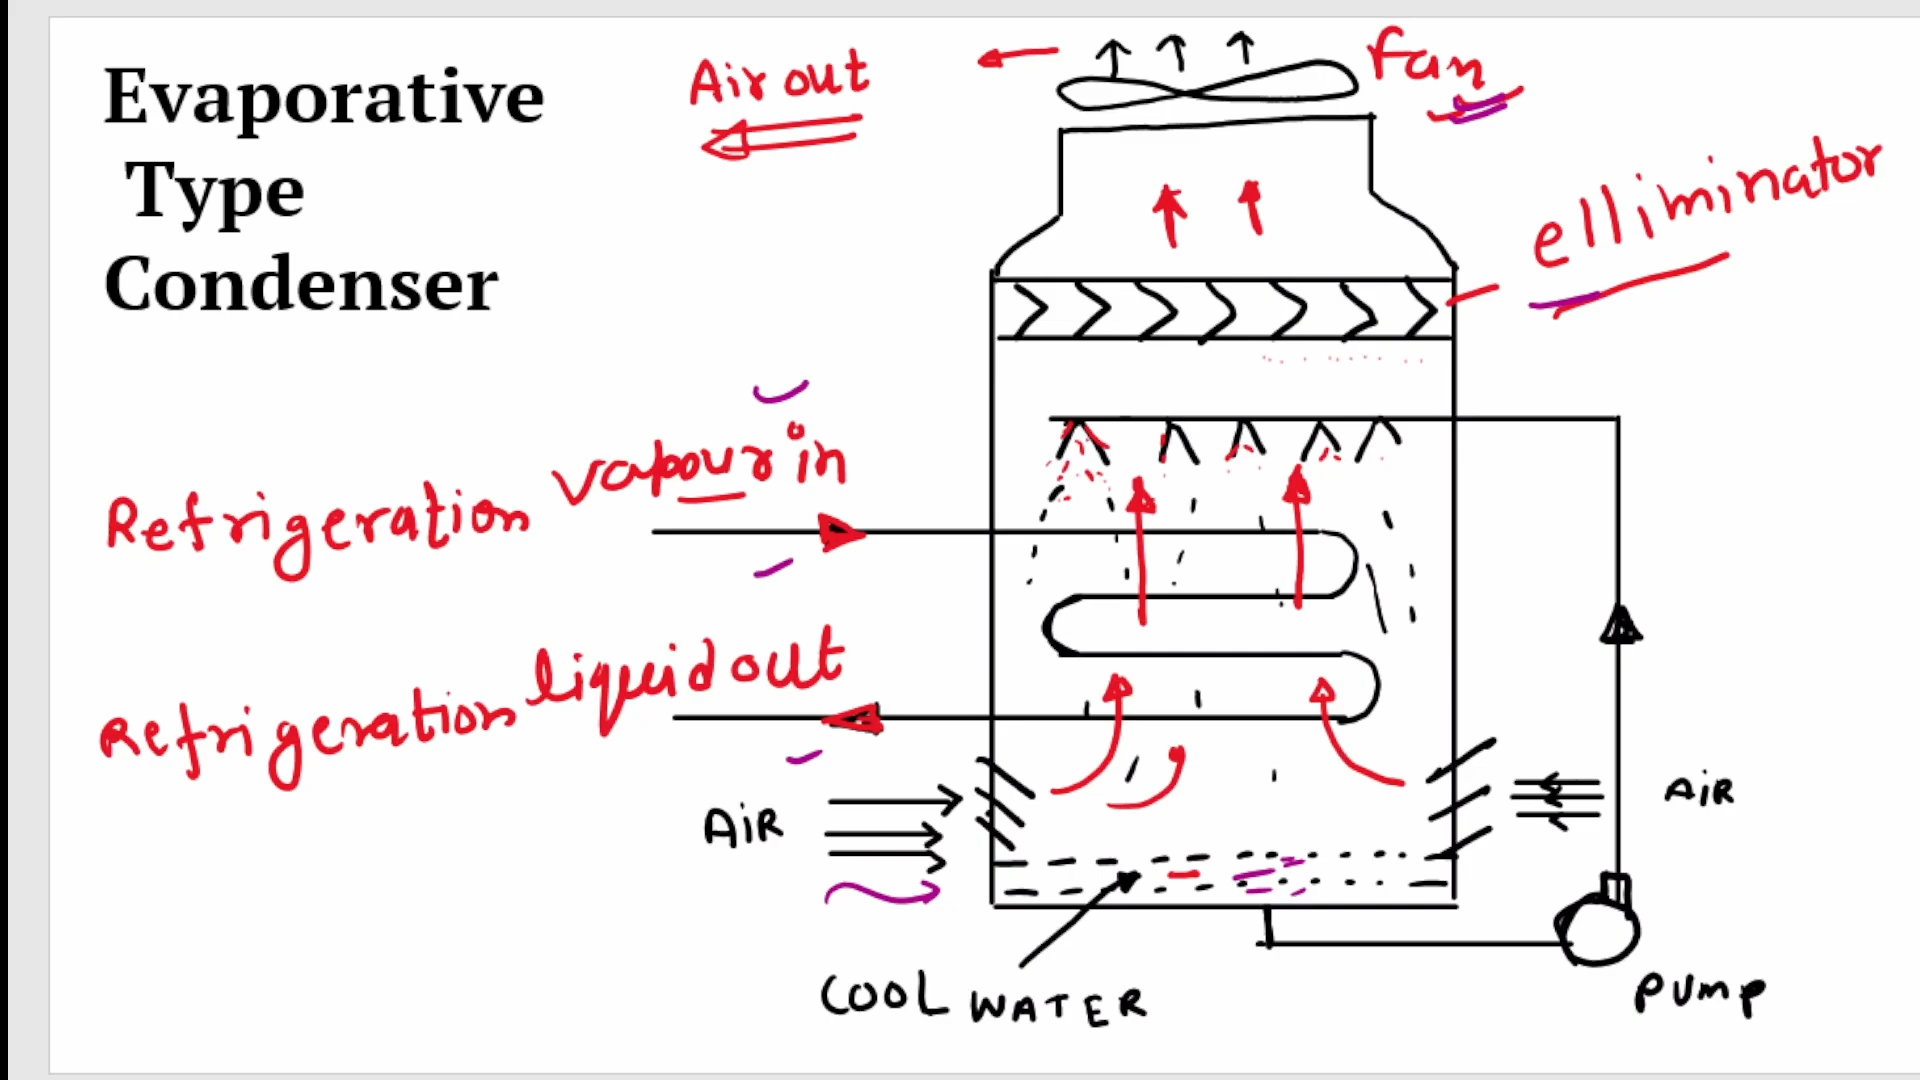 Evaporative
Type
Condenser
Air out
fan
elliminator
Refrigeration vapour in
Refrigeration liquid out
AiR
AiR
COOL WATER
PUMP